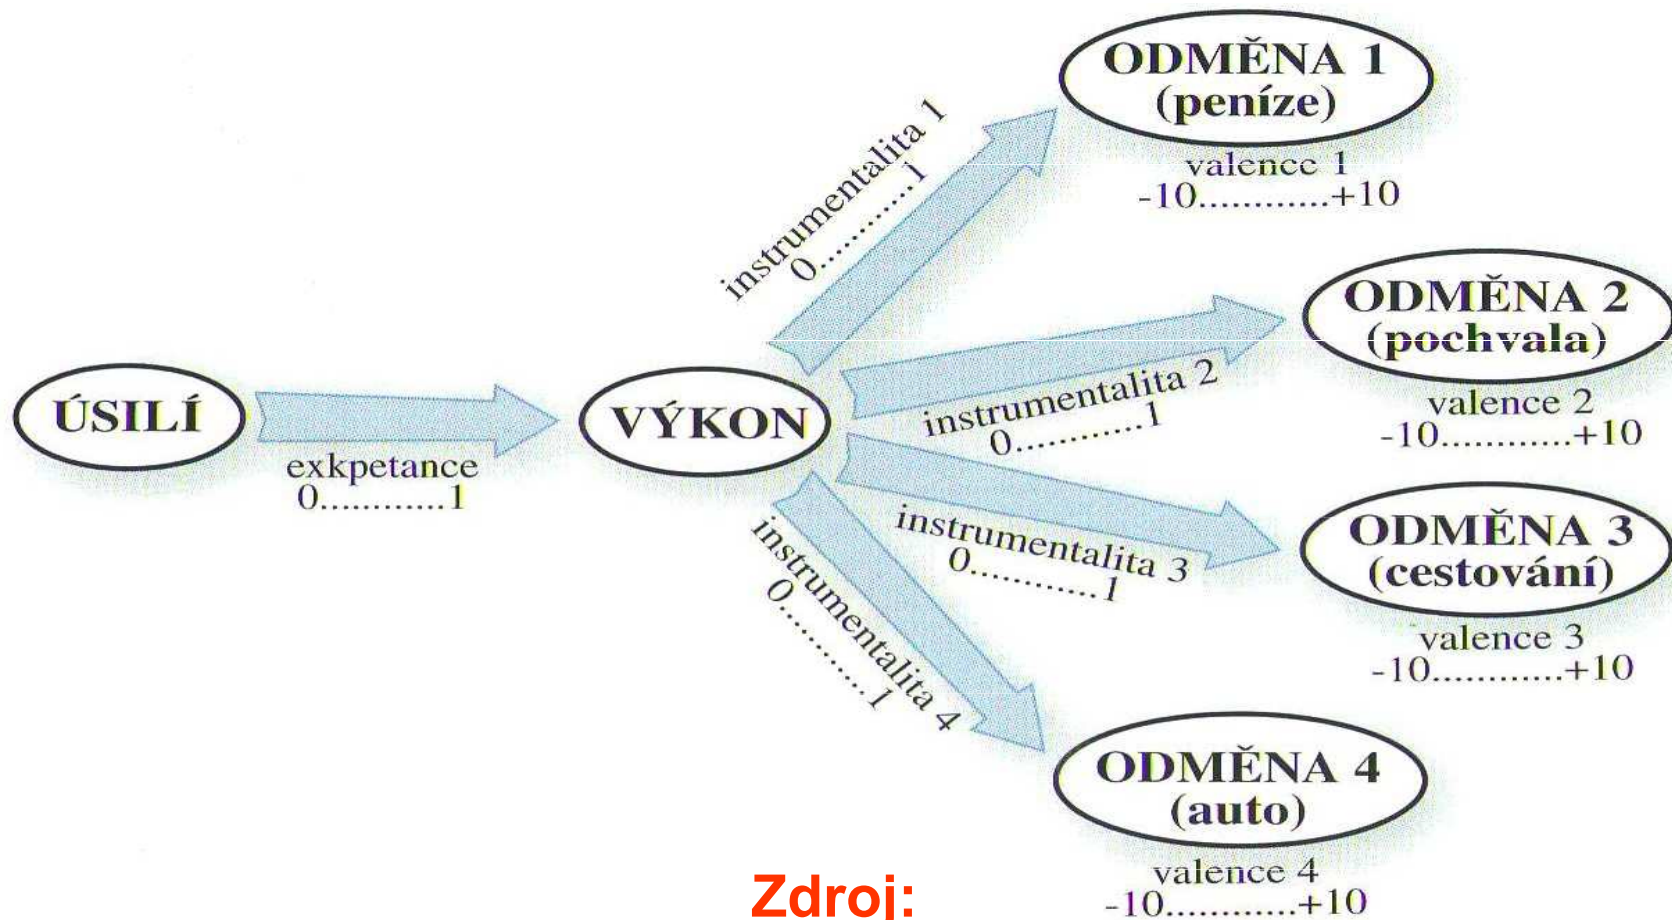 ÚSILÍ
exkpetance
0............1
VÝKON
instrumentalita 1
0............1
ODMĚNA 1
(peníze)
valence 1
-10............+10
instrumentalita 2
0............1
ODMĚNA 2
(pochvala)
valence 2
-10............+10
instrumentalita 3
0...........1
ODMĚNA 3
(cestování)
valence 3
-10............+10
instrumentalita 4
0............1
ODMĚNA 4
(auto)
valence 4
-10............+10
Zdroj: